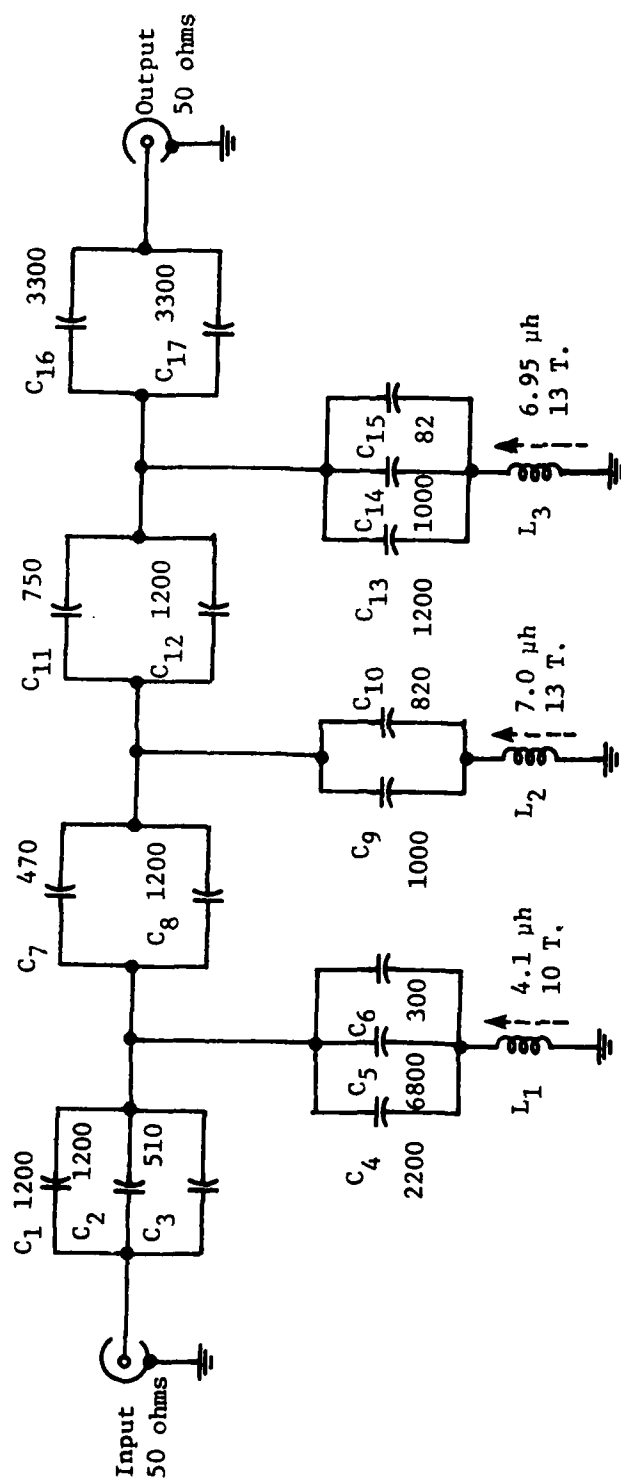 Input
50 ohms
C1 1200
C2 1200
C3 510
C4
2200
C5
6800
C6
300
L1
4.1 μh
10 T.
C7 470
C8 1200
C9
1000
C10
820
L2
7.0 μh
13 T.
C11 750
C12 1200
C13
1200
C14
1000
C15
82
L3
6.95 μh
13 T.
C16 3300
C17 3300
Output
50 ohms